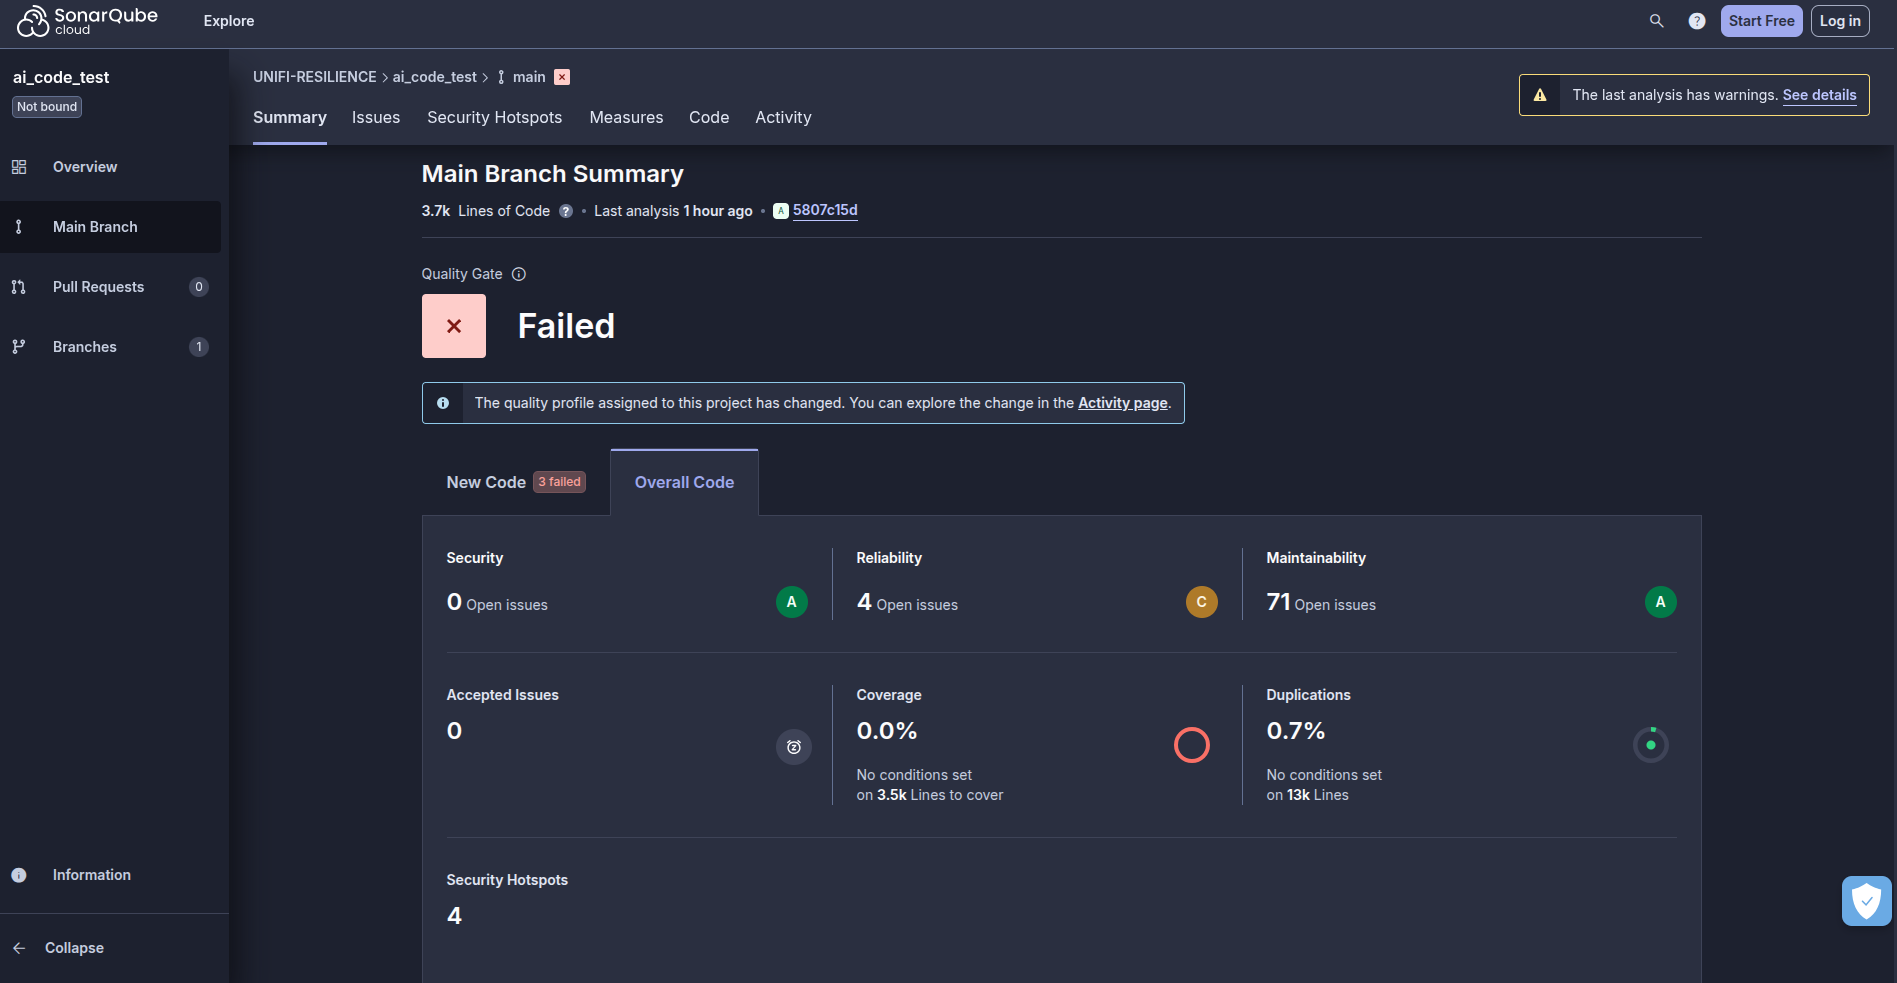 SonarQube cloud
Explore
Start Free
Log in
ai_code_test
Not bound
Overview
Main Branch
Pull Requests 0
Branches 1
Information
Collapse
UNIFI-RESILIENCE > ai_code_test > main
The last analysis has warnings. See details
Summary Issues Security Hotspots Measures Code Activity
Main Branch Summary
3.7k Lines of Code ? • Last analysis 1 hour ago • A 5807c15d
Quality Gate
Failed
The quality profile assigned to this project has changed. You can explore the change in the Activity page.
New Code 3 failed
Overall Code
Security
0 Open issues
A
Reliability
4 Open issues
C
Maintainability
71 Open issues
A
Accepted Issues
0
Coverage
0.0%
No conditions set
on 3.5k Lines to cover
Duplications
0.7%
No conditions set
on 13k Lines
Security Hotspots
4